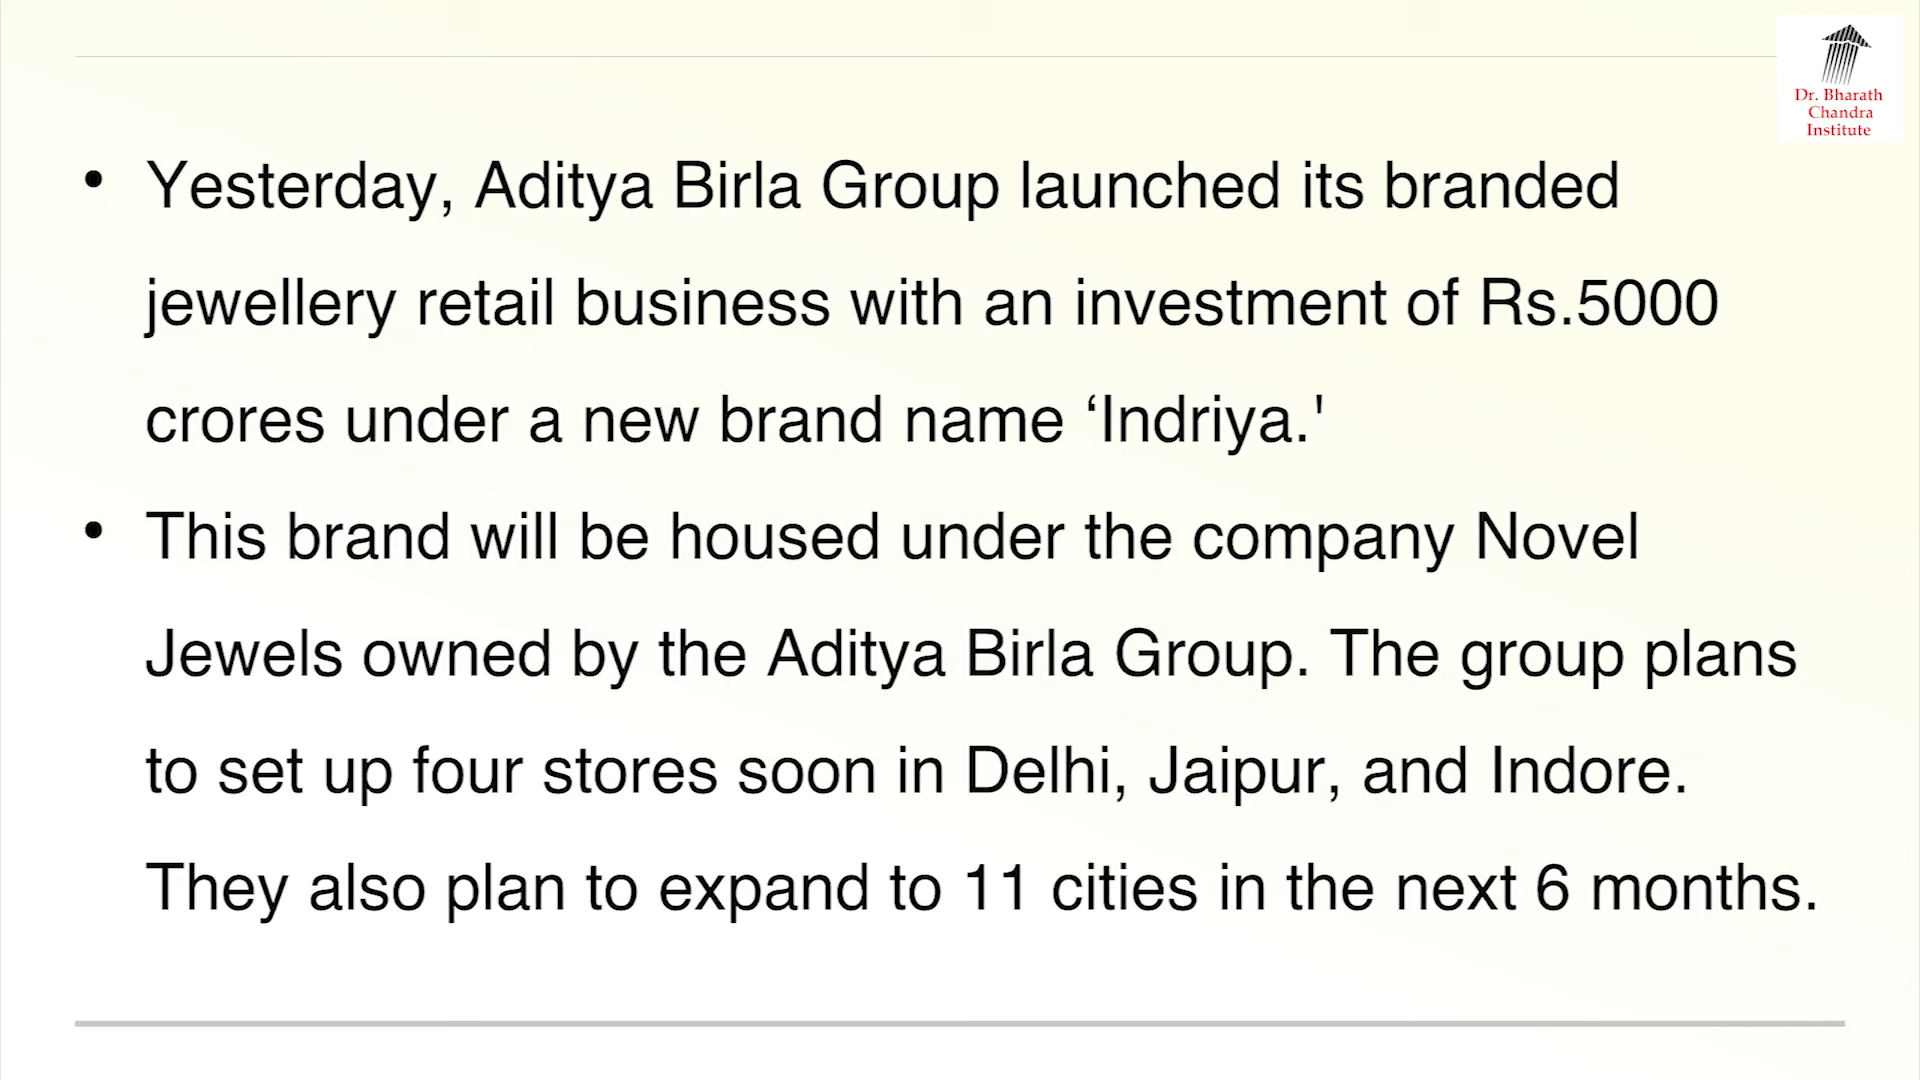 Dr. Bharath
Chandra
Institute
• Yesterday, Aditya Birla Group launched its branded
jewellery retail business with an investment of Rs.5000
crores under a new brand name ‘Indriya.'
• This brand will be housed under the company Novel
Jewels owned by the Aditya Birla Group. The group plans
to set up four stores soon in Delhi, Jaipur, and Indore.
They also plan to expand to 11 cities in the next 6 months.